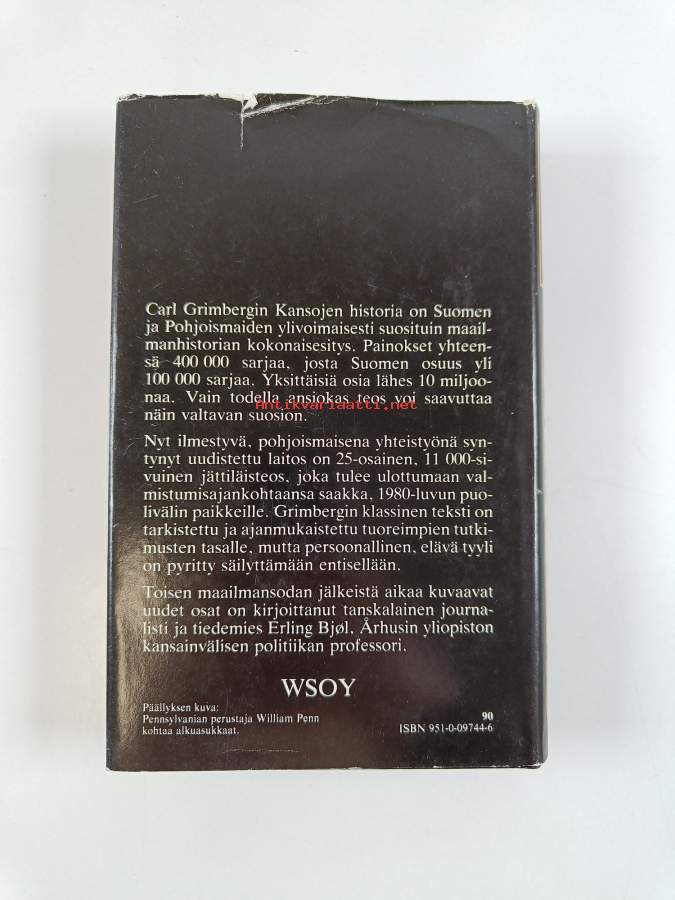 Carl Grimbergin Kansojen historia on Suomen
ja Pohjoismaiden ylivoimaisesti suosituin maail-
manhistorian kokonaisesitys. Painokset yhteen-
sä 400 000 sarjaa, josta Suomen osuus yli
100 000 sarjaa. Yksittäisiä osia lähes 10 miljoo-
naa. Vain todella ansiokas teos voi saavuttaa
näin valtavan suosion.
Antikvariaatti.net
Nyt ilmestyvä, pohjoismaisena yhteistyönä syn-
tynyt uudistettu laitos on 25-osainen, 11 000-si-
vuinen jättiläisteos, joka tulee ulottumaan val-
mistumisajankohtaansa saakka, 1980-luvun puo-
livälin paikkeille. Grimbergin klassinen teksti on
tarkistettu ja ajanmukaistettu tuoreimpien tutki-
musten tasalle, mutta persoonallinen, elävä tyyli
on pyritty säilyttämään entisellään.
Toisen maailmansodan jälkeistä aikaa kuvaavat
uudet osat on kirjoittanut tanskalainen journa-
listi ja tiedemies Erling Bjøl, Århusin yliopiston
kansainvälisen politiikan professori.
WSOY
Päällyksen kuva:
Pennsylvanian perustaja William Penn
kohtaa alkuasukkaat.
90
ISBN 951-0-09744-6